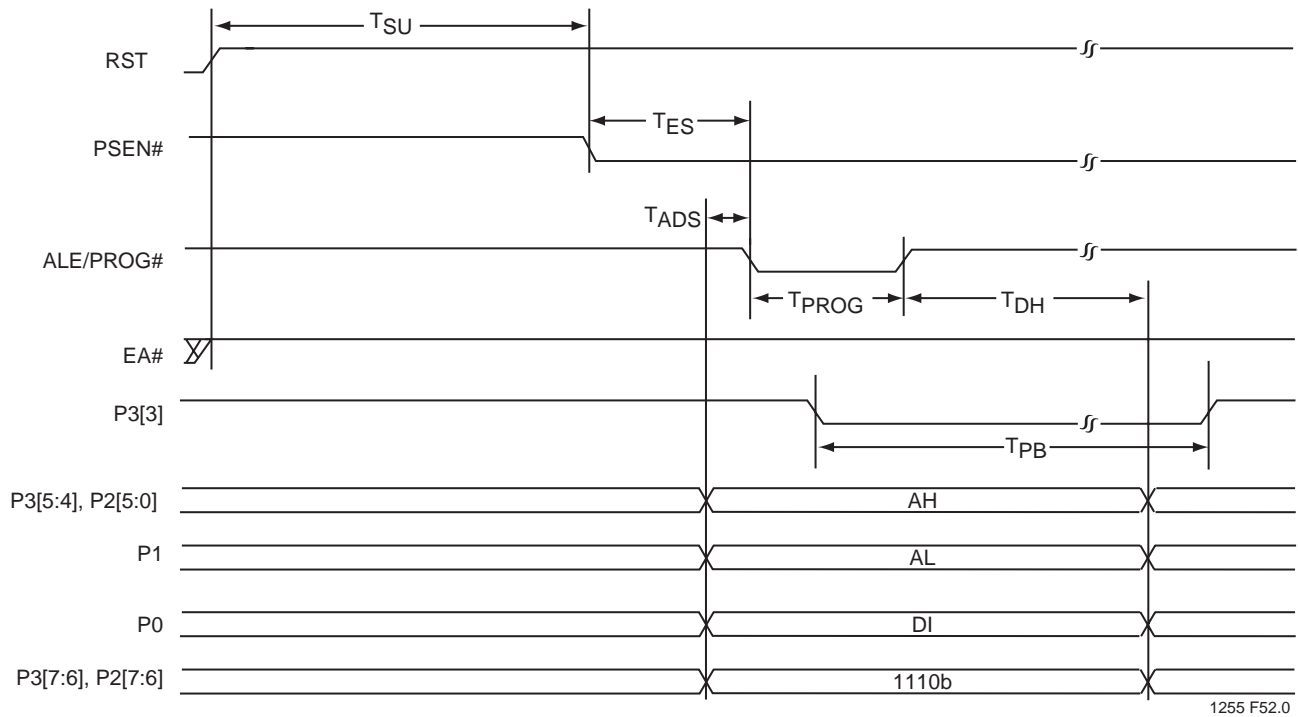 TSU
RST
TES
PSEN#
TADS
ALE/PROG#
TPROG
TDH
EA#
P3[3]
TPB
P3[5:4], P2[5:0]
AH
P1
AL
P0
DI
P3[7:6], P2[7:6]
1110b
1255 F52.0